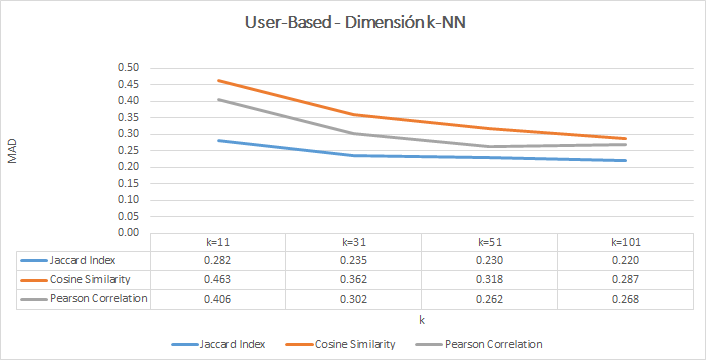 User-Based - Dimensión k-NN
MAD
0.50
0.45
0.40
0.35
0.30
0.25
0.20
0.15
0.10
0.05
0.00
k=11 k=31 k=51 k=101
Jaccard Index 0.282 0.235 0.230 0.220
Cosine Similarity 0.463 0.362 0.318 0.287
Pearson Correlation 0.406 0.302 0.262 0.268
k
Jaccard Index Cosine Similarity Pearson Correlation